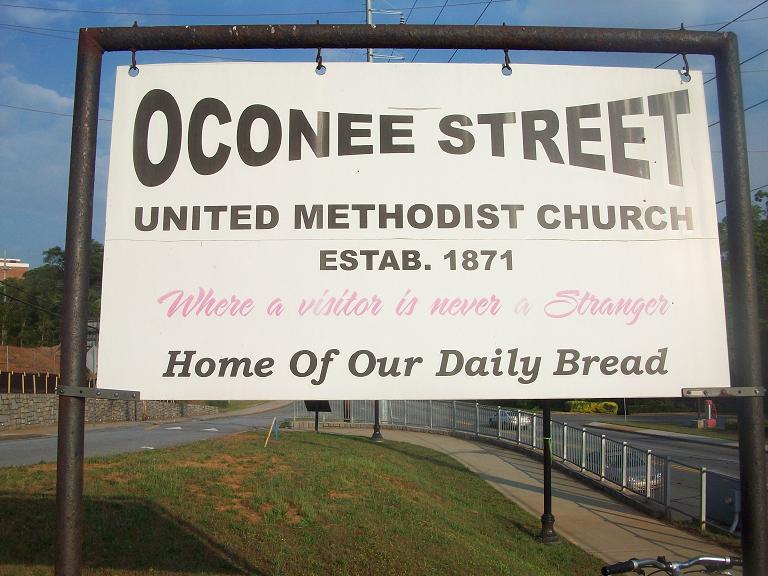 OCONEE STREET
UNITED METHODIST CHURCH
ESTAB. 1871
Where a visitor is never a Stranger
Home Of Our Daily Bread